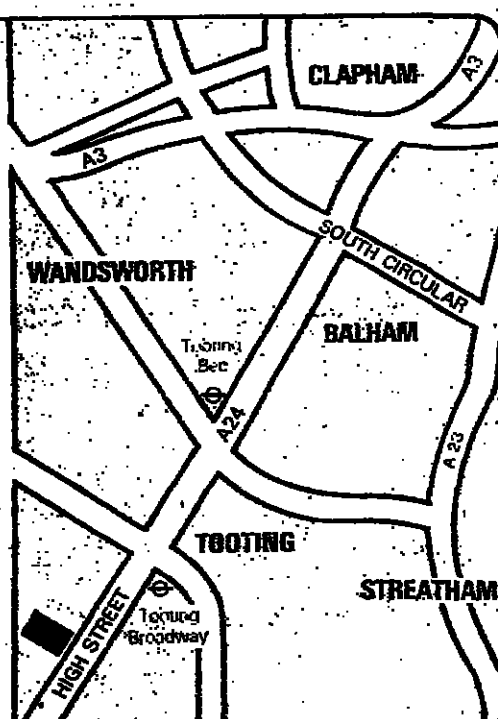 CLAPHAM
A3
A3
SOUTH CIRCULAR
WANDSWORTH
BALHAM
Tooting
Bec
A24
A 23
TOOTING
STREATHAM
HIGH STREET
Tooting
Broadway